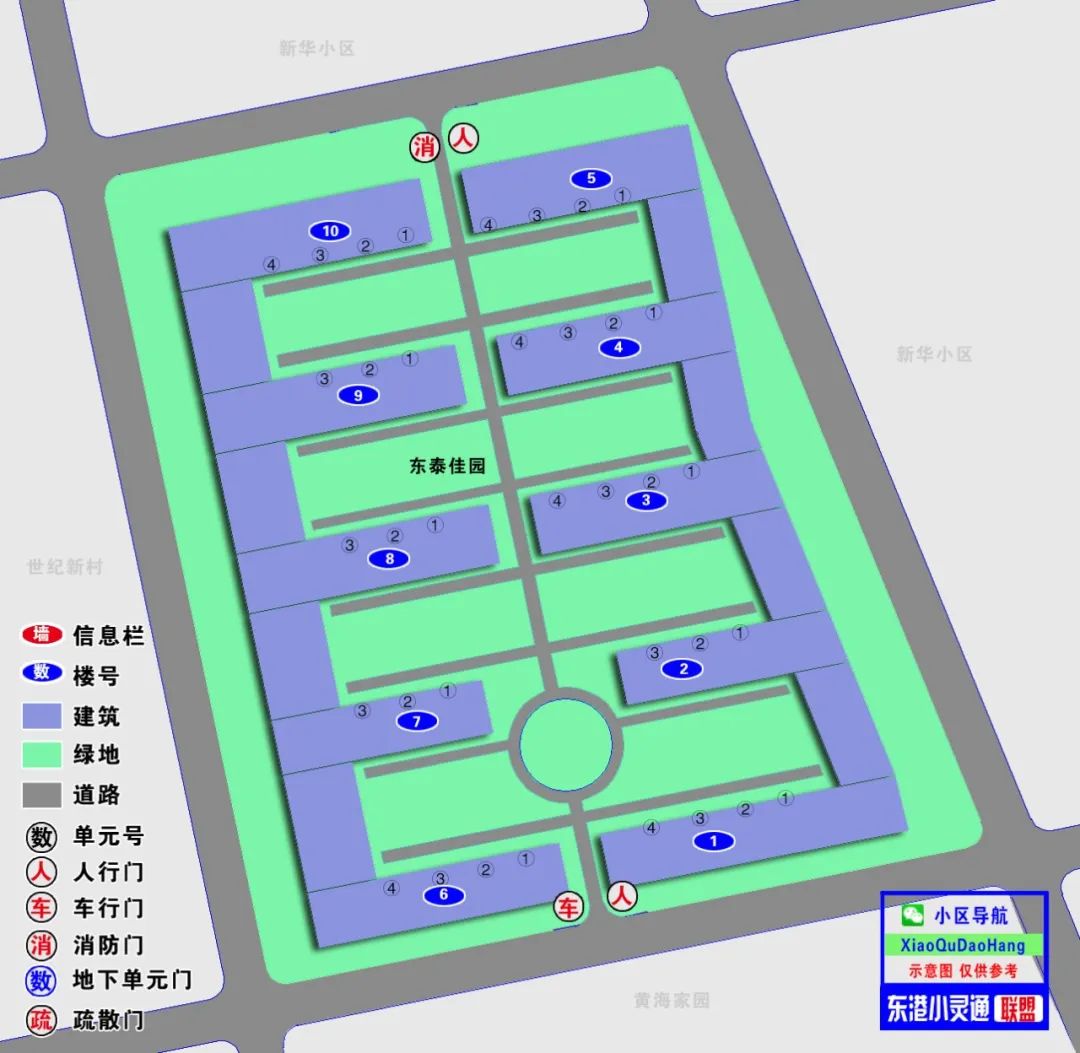 新华小区
消 人
5
4 3 2 1
10
4 3 2 1
4 3 2 1
4
新华小区
3 2 1
9
东泰佳园
4 3 2 1
3
3 2 1
8
世纪新村
3 2 1
2
3 2 1
7
4 3 2 1
1
4 3 2 1
6
车 人
墙 信息栏
数 楼号
建筑
绿地
道路
数 单元号
人 人行门
车 车行门
消 消防门
数 地下单元门
疏 疏散门
黄海家园
小区导航
XiaoQuDaoHang
示意图 仅供参考
东港小灵通 联盟